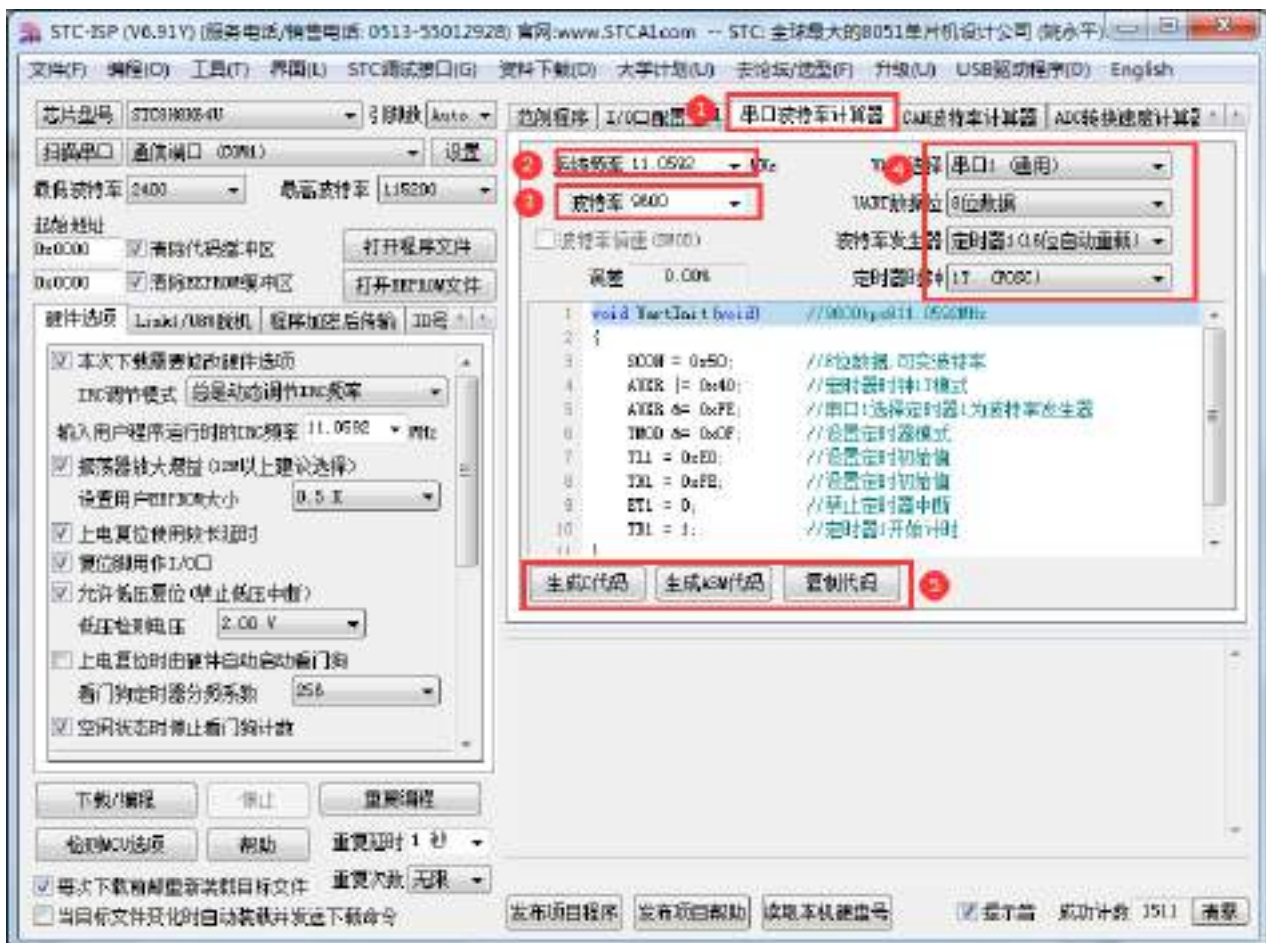 STC-ISP (V6.91Y) (服务电话/销售电话: 0513-55012928) 官网:www.STCAI.com -- STC: 全球最大的8051单片机设计公司 (姚永平)
文件(F) 编程(O) 工具(T) 界面(L) STC调试接口(G) 资料下载(D) 大学计划(U) 去论坛/选型(F) 升级(U) USB驱动程序(D) English
芯片型号 STC8H8K64U 引脚数 Auto
扫描串口 通信端口 (COM1) 设置
最低波特率 2400 最高波特率 115200
起始地址
0x0000 清除代码缓冲区 打开程序文件
0x0000 清除EEPROM缓冲区 打开EEPROM文件
硬件选项 Link1/U8W脱机 程序加密后传输 ID号
本次下载需要修改硬件选项
IRC调节模式 总是动态调节IRC频率
输入用户程序运行时的IRC频率 11.0592 MHz
振荡器放大增益 (12M以上建议选择)
设置用户EEPROM大小 0.5 K
上电复位使用较长延时
复位脚用作I/O口
允许低压复位 (禁止低压中断)
低压检测电压 2.00 V
上电复位时由硬件自动启动看门狗
看门狗定时器分频系数 256
空闲状态时停止看门狗计数
下载/编程 停止 重复编程
检测MCU选项 帮助 重复延时 1 秒
每次下载前都重新装载目标文件 重复次数 无限
当目标文件变化时自动装载并发送下载命令
范例程序 I/O口配置 1 串口波特率计算器 CAN波特率计算器 ADC转换速度计算器
2 系统频率 11.0592 MHz 4 选择 串口1 (通用)
3 波特率 9600 UART数据位 8位数据
波特率倍速 (SMOD) 波特率发生器 定时器1(16位自动重载)
误差 0.00% 定时器时钟 1T (FOSC)
1 void UartInit(void) //9600bps@11.0592MHz
2 {
3 SCON = 0x50; //8位数据,可变波特率
4 AUXR |= 0x40; //定时器时钟1T模式
5 AUXR &= 0xFE; //串口1选择定时器1为波特率发生器
6 TMOD &= 0x0F; //设置定时器模式
7 TL1 = 0xE0; //设置定时初始值
8 TH1 = 0xFE; //设置定时初始值
9 ET1 = 0; //禁止定时器中断
10 TR1 = 1; //定时器1开始计时
11 }
生成C代码 生成ASM代码 复制代码 5
发布项目程序 发布项目帮助 读取本机硬盘号 提示音 成功计数 1511 清零